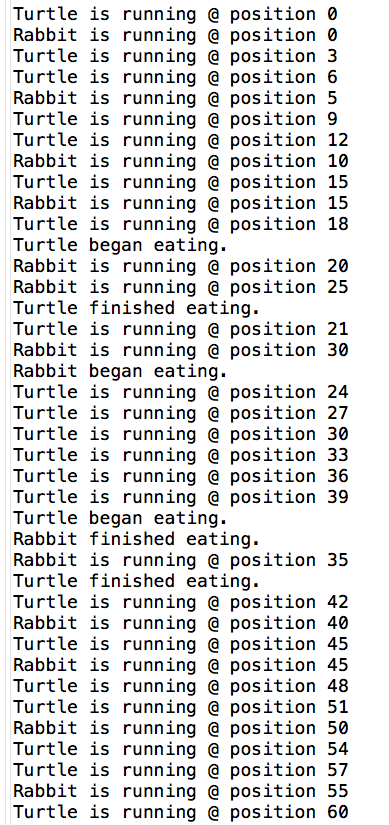 Turtle is running @ position 0
Rabbit is running @ position 0
Turtle is running @ position 3
Turtle is running @ position 6
Rabbit is running @ position 5
Turtle is running @ position 9
Turtle is running @ position 12
Rabbit is running @ position 10
Turtle is running @ position 15
Rabbit is running @ position 15
Turtle is running @ position 18
Turtle began eating.
Rabbit is running @ position 20
Rabbit is running @ position 25
Turtle finished eating.
Turtle is running @ position 21
Rabbit is running @ position 30
Rabbit began eating.
Turtle is running @ position 24
Turtle is running @ position 27
Turtle is running @ position 30
Turtle is running @ position 33
Turtle is running @ position 36
Turtle is running @ position 39
Turtle began eating.
Rabbit finished eating.
Rabbit is running @ position 35
Turtle finished eating.
Turtle is running @ position 42
Rabbit is running @ position 40
Turtle is running @ position 45
Rabbit is running @ position 45
Turtle is running @ position 48
Turtle is running @ position 51
Rabbit is running @ position 50
Turtle is running @ position 54
Turtle is running @ position 57
Rabbit is running @ position 55
Turtle is running @ position 60